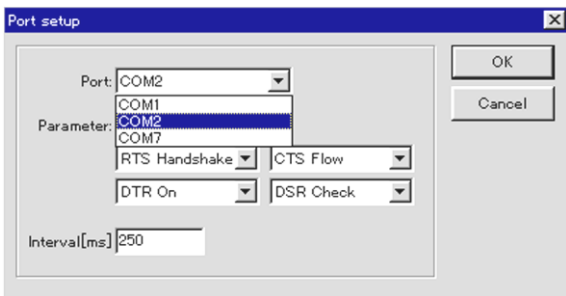 Port setup
OK
Port: COM2
COM1
Cancel
Parameter: COM2
COM7
RTS Handshake CTS Flow
DTR On DSR Check
Interval[ms] 250